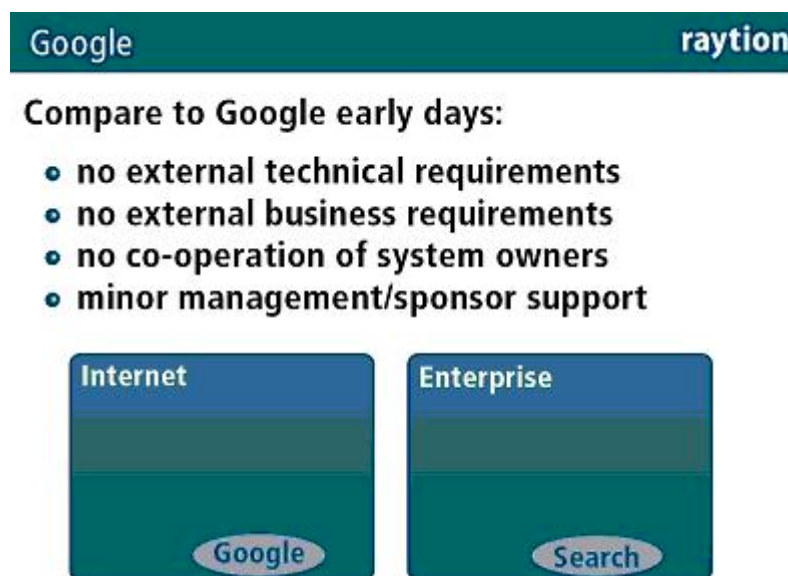 Google raytion
Compare to Google early days:
no external technical requirements
no external business requirements
no co-operation of system owners
minor management/sponsor support
Internet Enterprise
Google Search